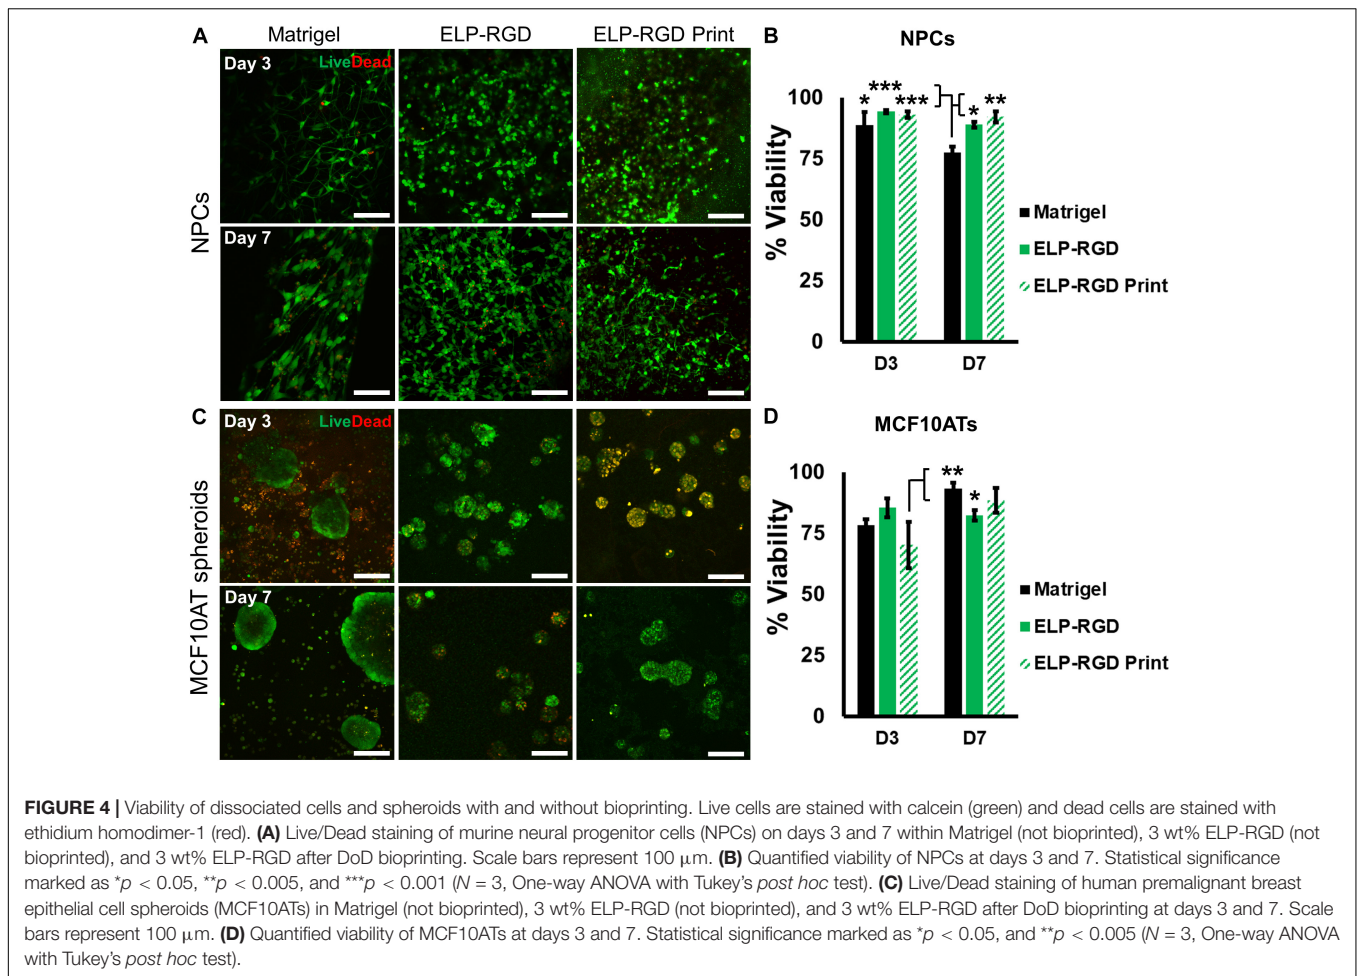 A
Matrigel
ELP-RGD
ELP-RGD Print
Day 3
LiveDead
NPCs
Day 7
B
NPCs
% Viability
100
75
50
25
0
* *** ***
* **
D3
D7
Matrigel
ELP-RGD
ELP-RGD Print
C
Day 3
LiveDead
MCF10AT spheroids
Day 7
D
MCF10ATs
% Viability
100
75
50
25
0
** *
D3
D7
Matrigel
ELP-RGD
ELP-RGD Print
FIGURE 4 | Viability of dissociated cells and spheroids with and without bioprinting. Live cells are stained with calcein (green) and dead cells are stained with
ethidium homodimer-1 (red). (A) Live/Dead staining of murine neural progenitor cells (NPCs) on days 3 and 7 within Matrigel (not bioprinted), 3 wt% ELP-RGD (not
bioprinted), and 3 wt% ELP-RGD after DoD bioprinting. Scale bars represent 100 μm. (B) Quantified viability of NPCs at days 3 and 7. Statistical significance
marked as *p < 0.05, **p < 0.005, and ***p < 0.001 (N = 3, One-way ANOVA with Tukey's post hoc test). (C) Live/Dead staining of human premalignant breast
epithelial cell spheroids (MCF10ATs) in Matrigel (not bioprinted), 3 wt% ELP-RGD (not bioprinted), and 3 wt% ELP-RGD after DoD bioprinting at days 3 and 7. Scale
bars represent 100 μm. (D) Quantified viability of MCF10ATs at days 3 and 7. Statistical significance marked as *p < 0.05, and **p < 0.005 (N = 3, One-way ANOVA
with Tukey's post hoc test).